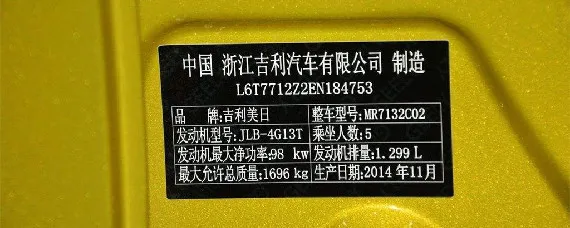 中国 浙江吉利汽车有限公司 制造
L6T7712Z2EN184753
品 牌:吉利美日 整车型号:MR7132C02
发动机型号:JLB-4G13T 乘坐人数:5
发动机最大净功率:98 kw 发动机排量:1.299 L
最大允许总质量:1696 kg 生产日期:2014 年11月